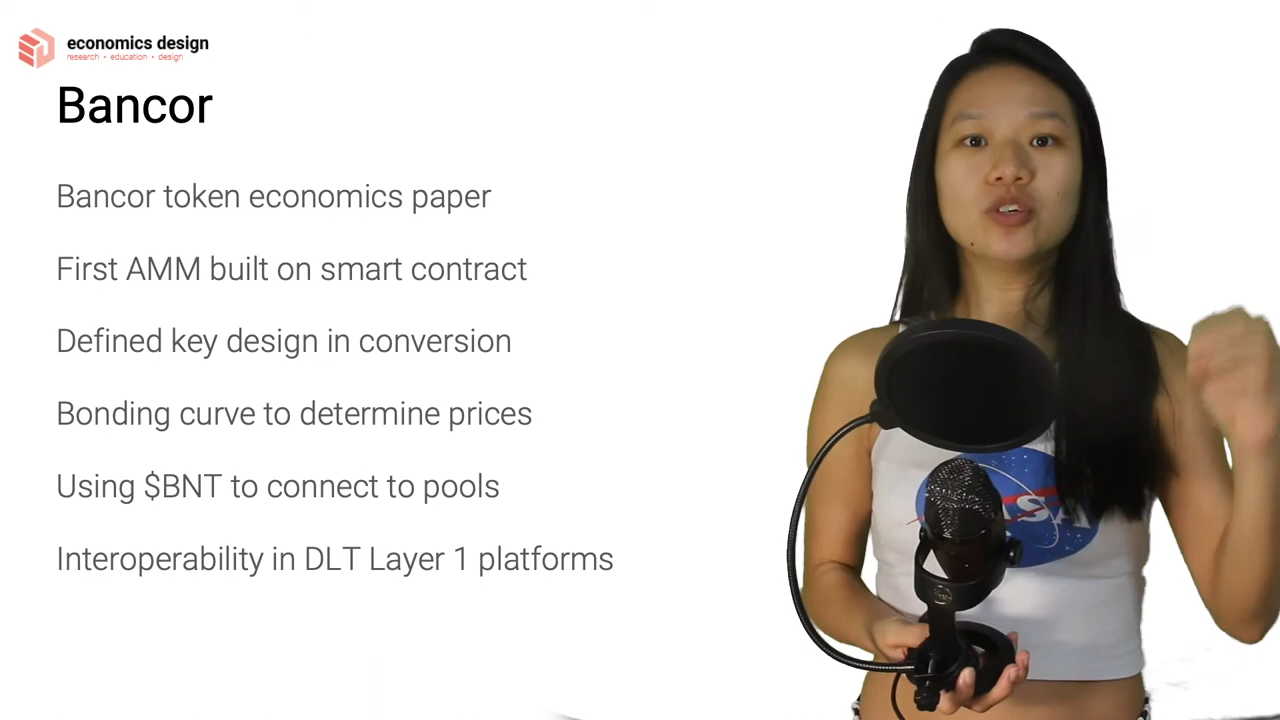 economics design
research • education • design
Bancor
Bancor token economics paper
First AMM built on smart contract
Defined key design in conversion
Bonding curve to determine prices
Using $BNT to connect to pools
Interoperability in DLT Layer 1 platforms
NASA